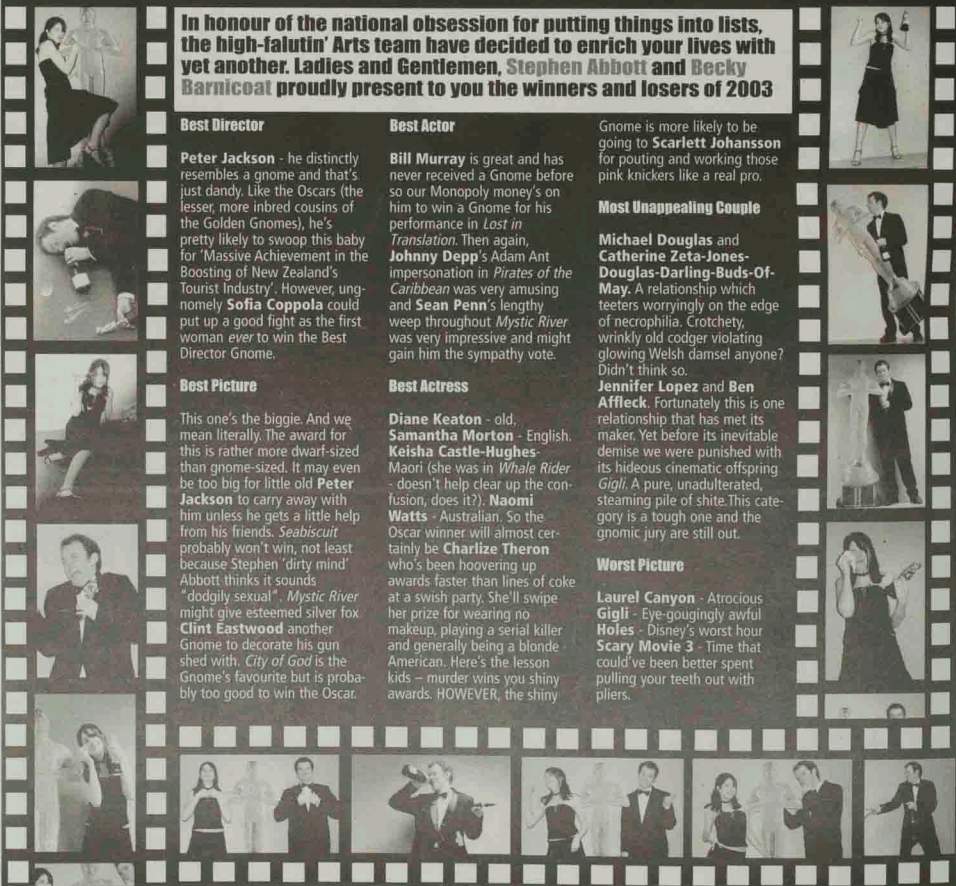 In honour of the national obsession for putting things into lists,
the high-falutin' Arts team have decided to enrich your lives with
yet another. Ladies and Gentlemen, Stephen Abbott and Becky
Barnicoat proudly present to you the winners and losers of 2003
Best Director
Peter Jackson - he distinctly
resembles a gnome and that's
just dandy. Like the Oscars (the
lesser, more inbred cousins of
the Golden Gnomes), he's
pretty likely to swoop this baby
for 'Massive Achievement in the
Boosting of New Zealand's
Tourist Industry'. However, ung-
nomely Sofia Coppola could
put up a good fight as the first
woman ever to win the Best
Director Gnome.
Best Picture
This one's the biggie. And we
mean literally. The award for
this is rather more dwarf-sized
than gnome-sized. It may even
be too big for little old Peter
Jackson to carry away with
him unless he gets a little help
from his friends. Seabiscuit
probably won't win, not least
because Stephen 'dirty mind'
Abbott thinks it sounds
"dodgily sexual". Mystic River
might give esteemed silver fox
Clint Eastwood another
Gnome to decorate his gun
shed with. City of God is the
Gnome's favourite but is proba-
bly too good to win the Oscar.
Best Actor
Bill Murray is great and has
never received a Gnome before
so our Monopoly money's on
him to win a Gnome for his
performance in Lost in
Translation. Then again,
Johnny Depp's Adam Ant
impersonation in Pirates of the
Caribbean was very amusing
and Sean Penn's lengthy
weep throughout Mystic River
was very impressive and might
gain him the sympathy vote.
Best Actress
Diane Keaton - old.
Samantha Morton - English.
Keisha Castle-Hughes-
Maori (she was in Whale Rider
- doesn't help clear up the con-
fusion, does it?). Naomi
Watts - Australian. So the
Oscar winner will almost cer-
tainly be Charlize Theron
who's been hoovering up
awards faster than lines of coke
at a swish party. She'll swipe
her prize for wearing no
makeup, playing a serial killer
and generally being a blonde
American. Here's the lesson
kids – murder wins you shiny
awards. HOWEVER, the shiny
Gnome is more likely to be
going to Scarlett Johansson
for pouting and working those
pink knickers like a real pro.
Most Unappealing Couple
Michael Douglas and
Catherine Zeta-Jones-
Douglas-Darling-Buds-Of-
May. A relationship which
teeters worryingly on the edge
of necrophilia. Crotchety,
wrinkly old codger violating
glowing Welsh damsel anyone?
Didn't think so.
Jennifer Lopez and Ben
Affleck. Fortunately this is one
relationship that has met its
maker. Yet before its inevitable
demise we were punished with
its hideous cinematic offspring
Gigli. A pure, unadulterated,
steaming pile of shite.This cate-
gory is a tough one and the
gnomic jury are still out.
Worst Picture
Laurel Canyon - Atrocious
Gigli - Eye-gougingly awful
Holes - Disney's worst hour
Scary Movie 3 - Time that
could've been better spent
pulling your teeth out with
pliers.